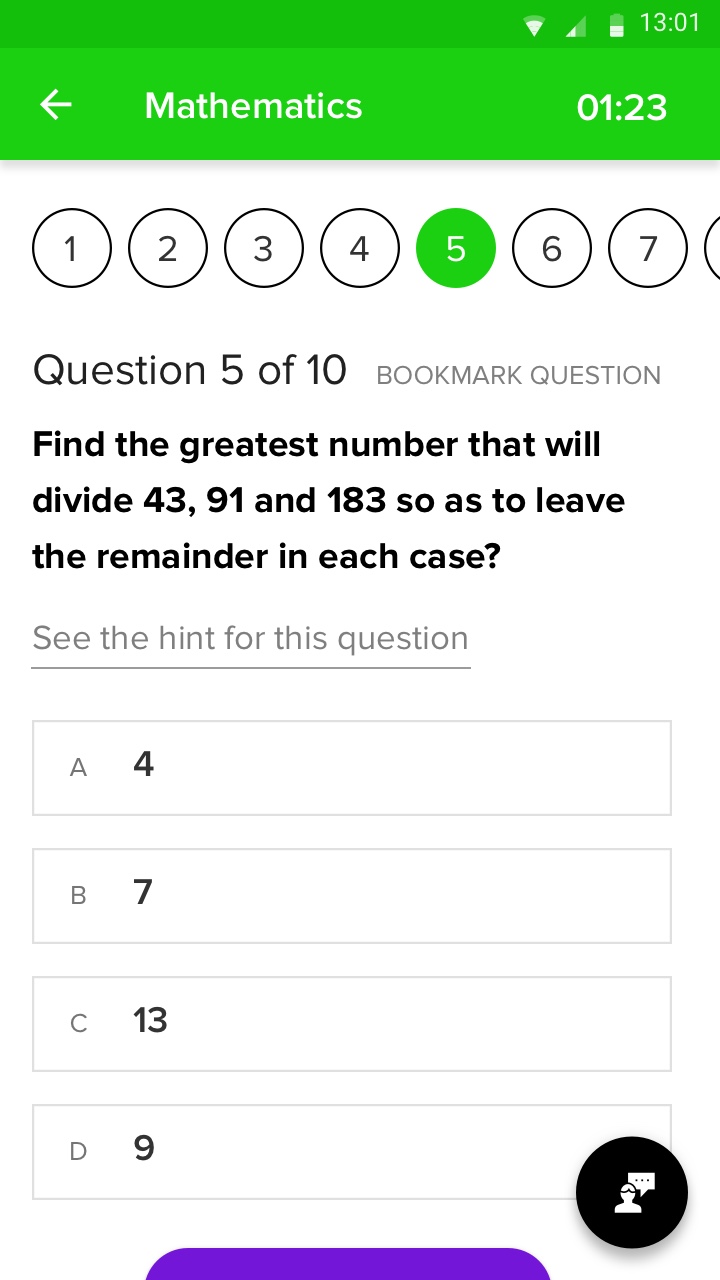 13:01
Mathematics 01:23
1 2 3 4 5 6 7
Question 5 of 10 BOOKMARK QUESTION
Find the greatest number that will
divide 43, 91 and 183 so as to leave
the remainder in each case?
See the hint for this question
A 4
B 7
C 13
D 9